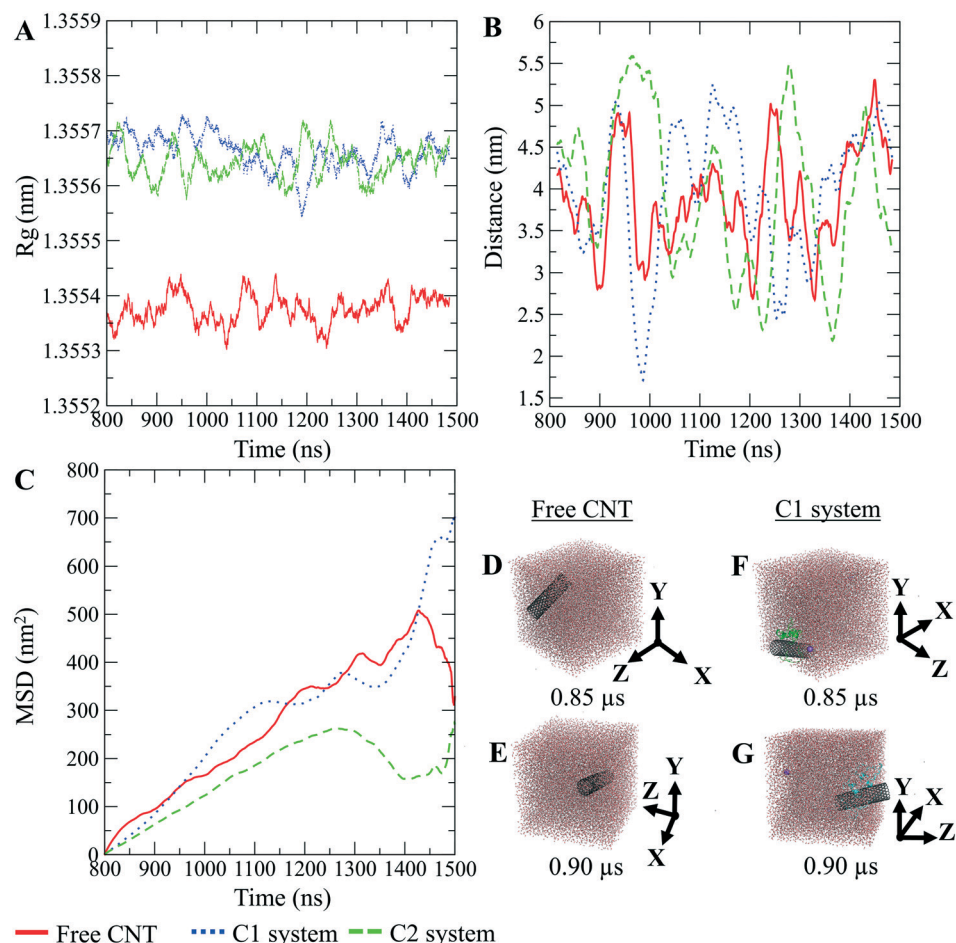 A
Rg (nm)
1.3559
1.3558
1.3557
1.3556
1.3555
1.3554
1.3553
1.3552
800 900 1000 1100 1200 1300 1400 1500
Time (ns)
B
Distance (nm)
6
5.5
5
4.5
4
3.5
3
2.5
2
1.5
800 900 1000 1100 1200 1300 1400 1500
Time (ns)
C
MSD (nm²)
800
700
600
500
400
300
200
100
0
800 900 1000 1100 1200 1300 1400 1500
Time (ns)
Free CNT
C1 system
D
Y
Z
X
0.85 µs
F
Y
X
Z
0.85 µs
E
Y
Z
X
0.90 µs
G
Y
X
Z
0.90 µs
Free CNT C1 system C2 system